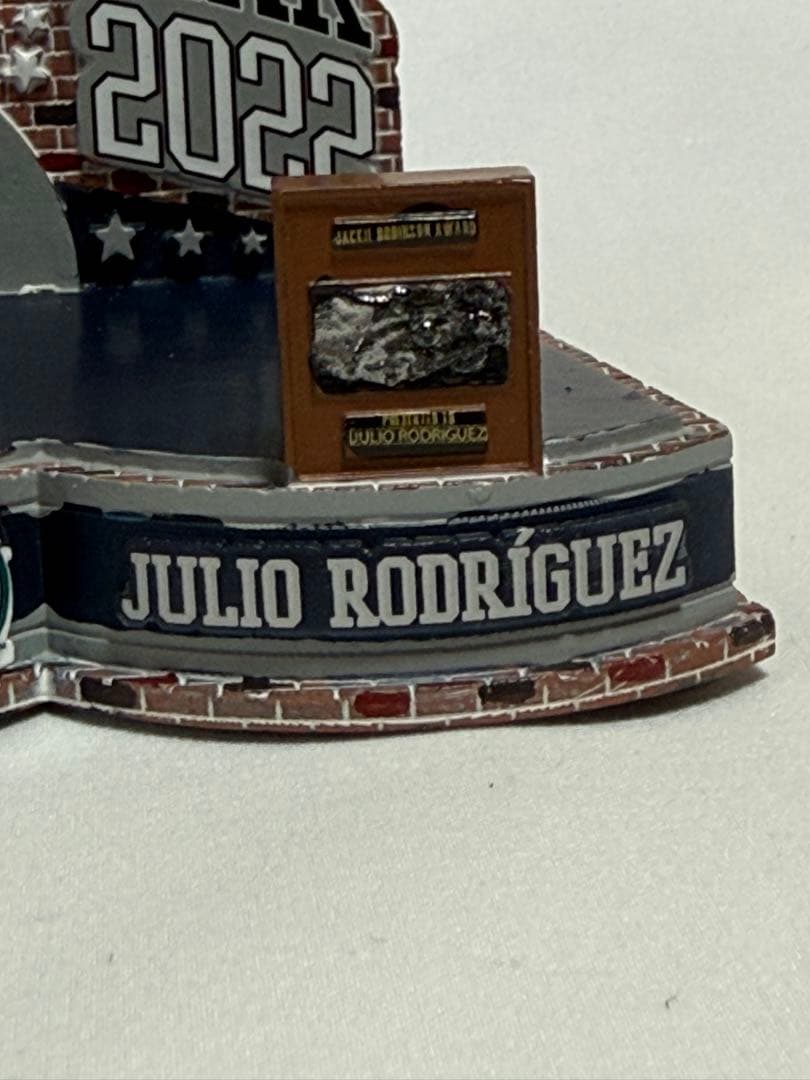 2022
JACKIE ROBINSON AWARD
PRESENTED TO
JULIO RODRIGUEZ
JULIO RODRÍGUEZ